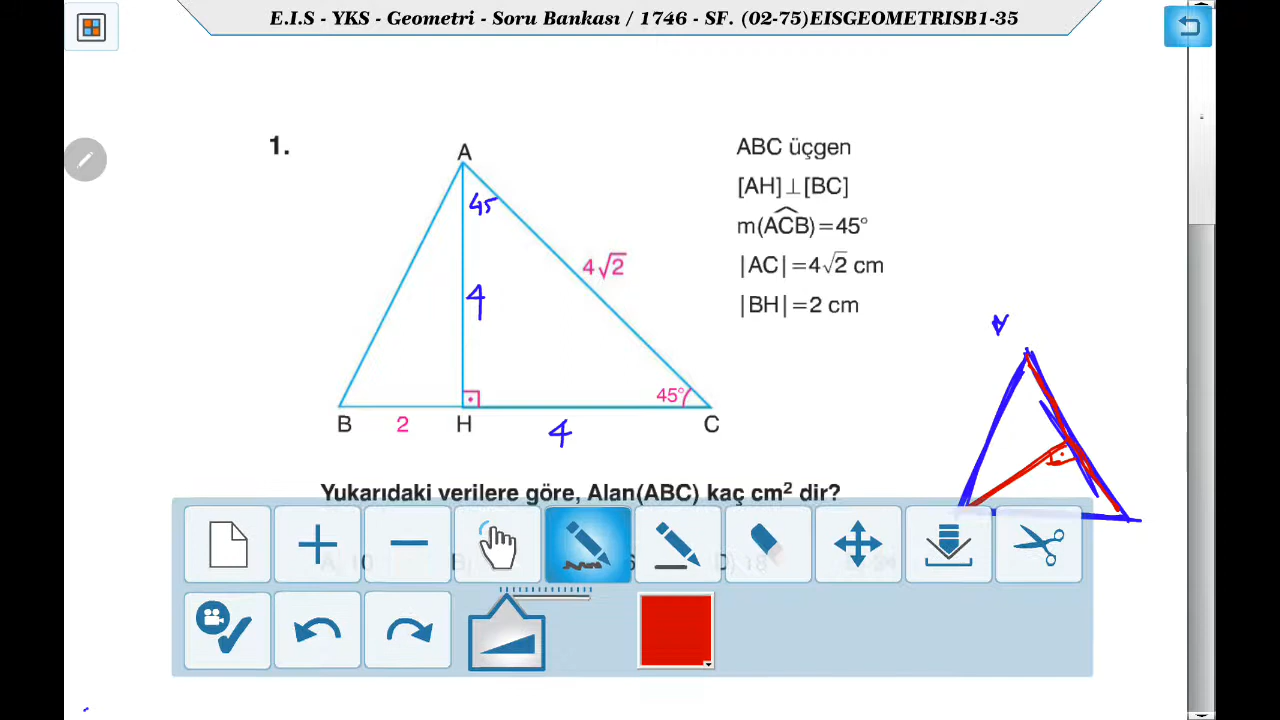 E.I.S - YKS - Geometri - Soru Bankası / 1746 - SF. (02-75)EISGEOMETRISB1-35
1.
A
ABC üçgen
[AH]⊥[BC]
m(ACB)=45°
|AC|=4√2 cm
|BH|=2 cm
45
4√2
4
45°
B
2
H
4
C
A
Yukarıdaki verilere göre, Alan(ABC) kaç cm² dir?
A) 10
D) 18